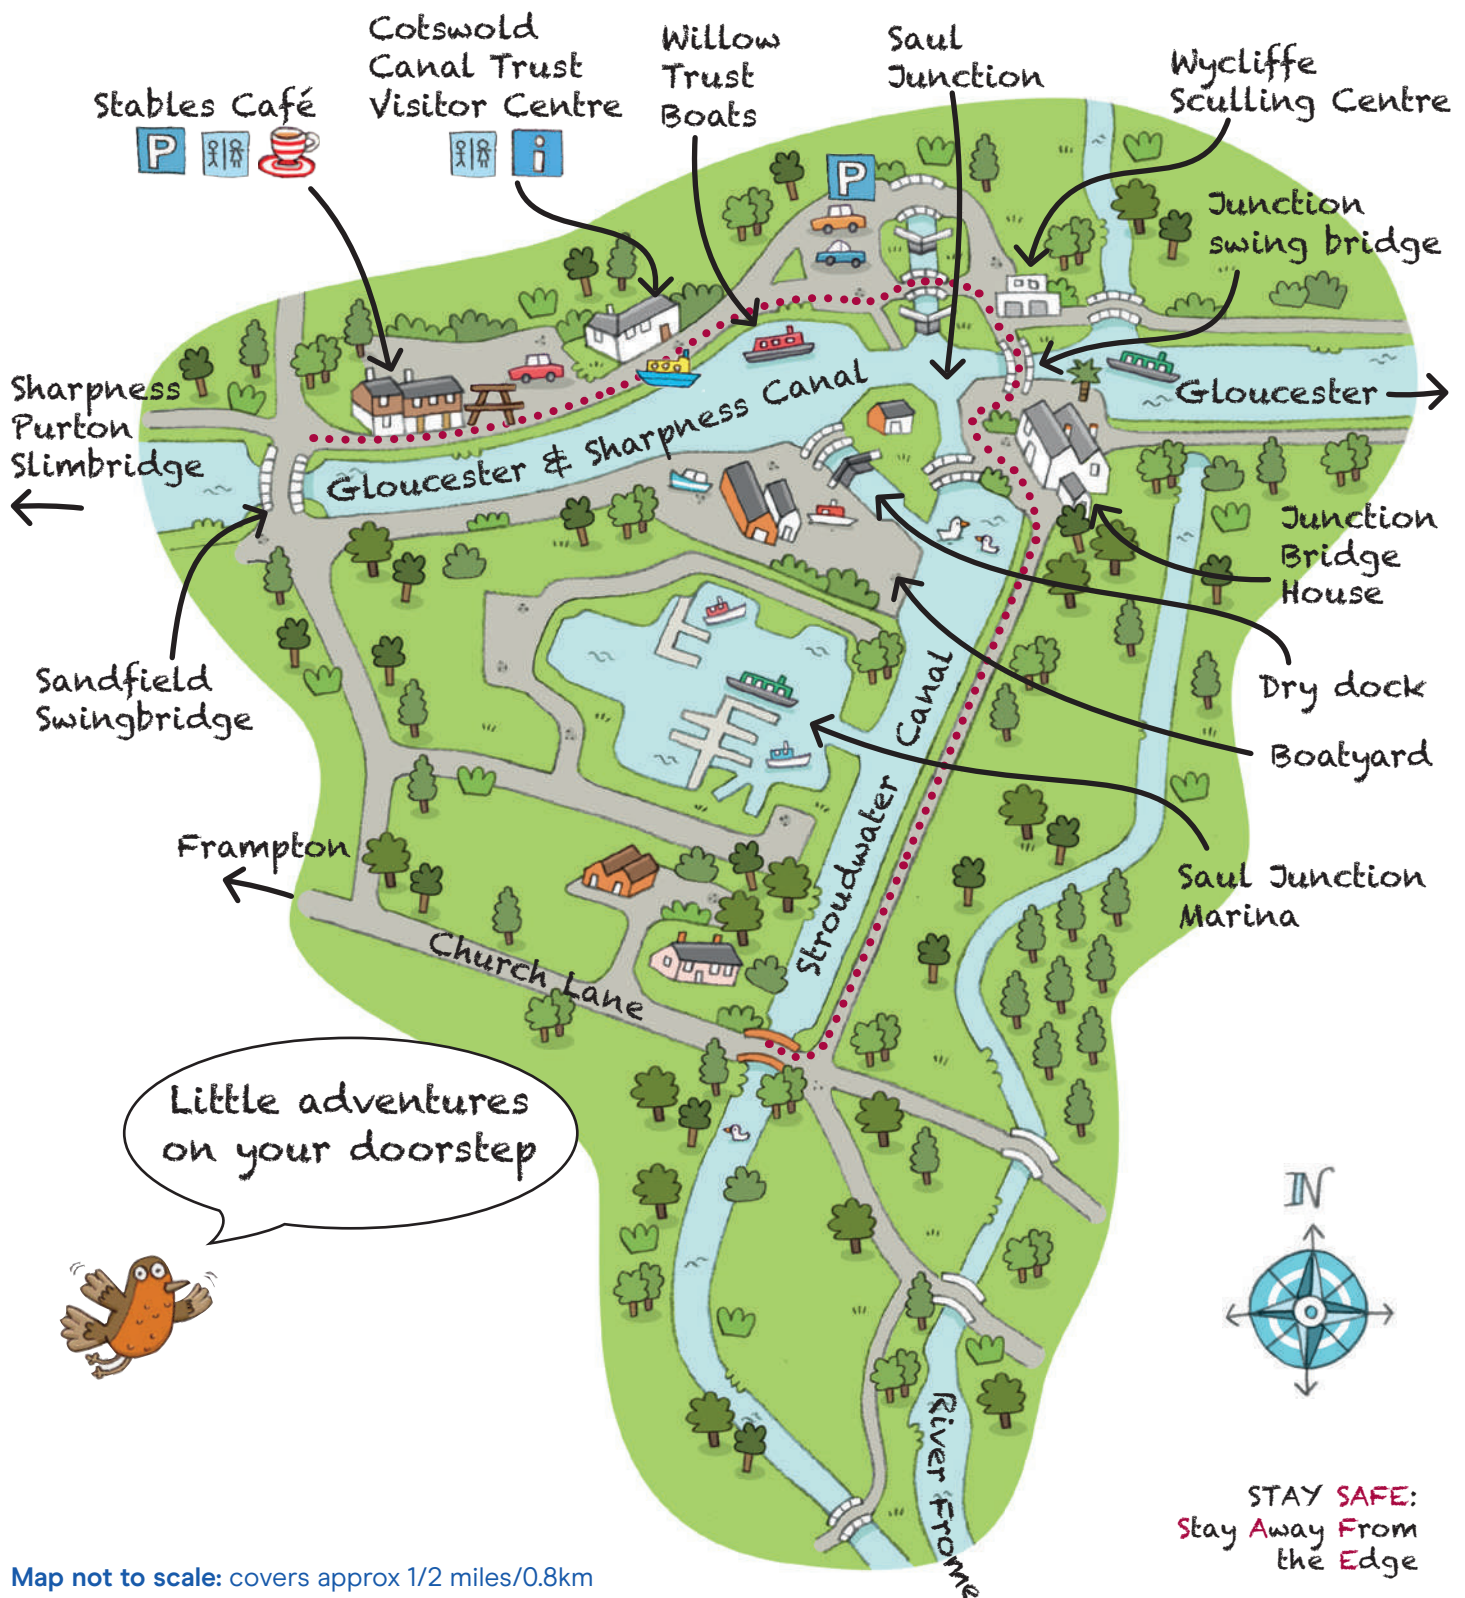 Cotswold
Canal Trust
Visitor Centre
Willow
Trust
Boats
Saul
Junction
Wycliffe
Sculling Centre
Stables Café
P
i
P
Junction
swing bridge
Sharpness
Purton
Slimbridge
Gloucester & Sharpness Canal
Gloucester
Junction
Bridge
House
Sandfield
Swingbridge
Dry dock
Boatyard
Stroudwater Canal
Frampton
Saul Junction
Marina
Church Lane
Little adventures
on your doorstep
N
River Frome
STAY SAFE:
Stay Away From
the Edge
Map not to scale: covers approx 1/2 miles/0.8km